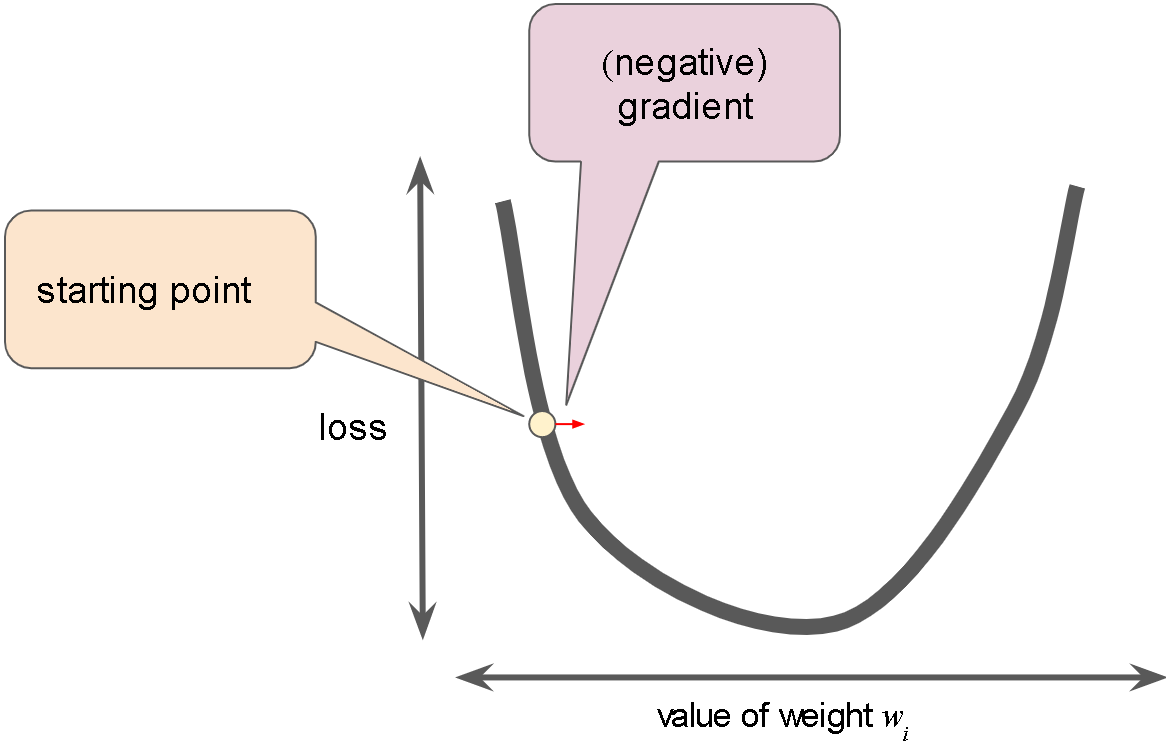 (negative)
gradient
starting point
loss
value of weight wᵢ